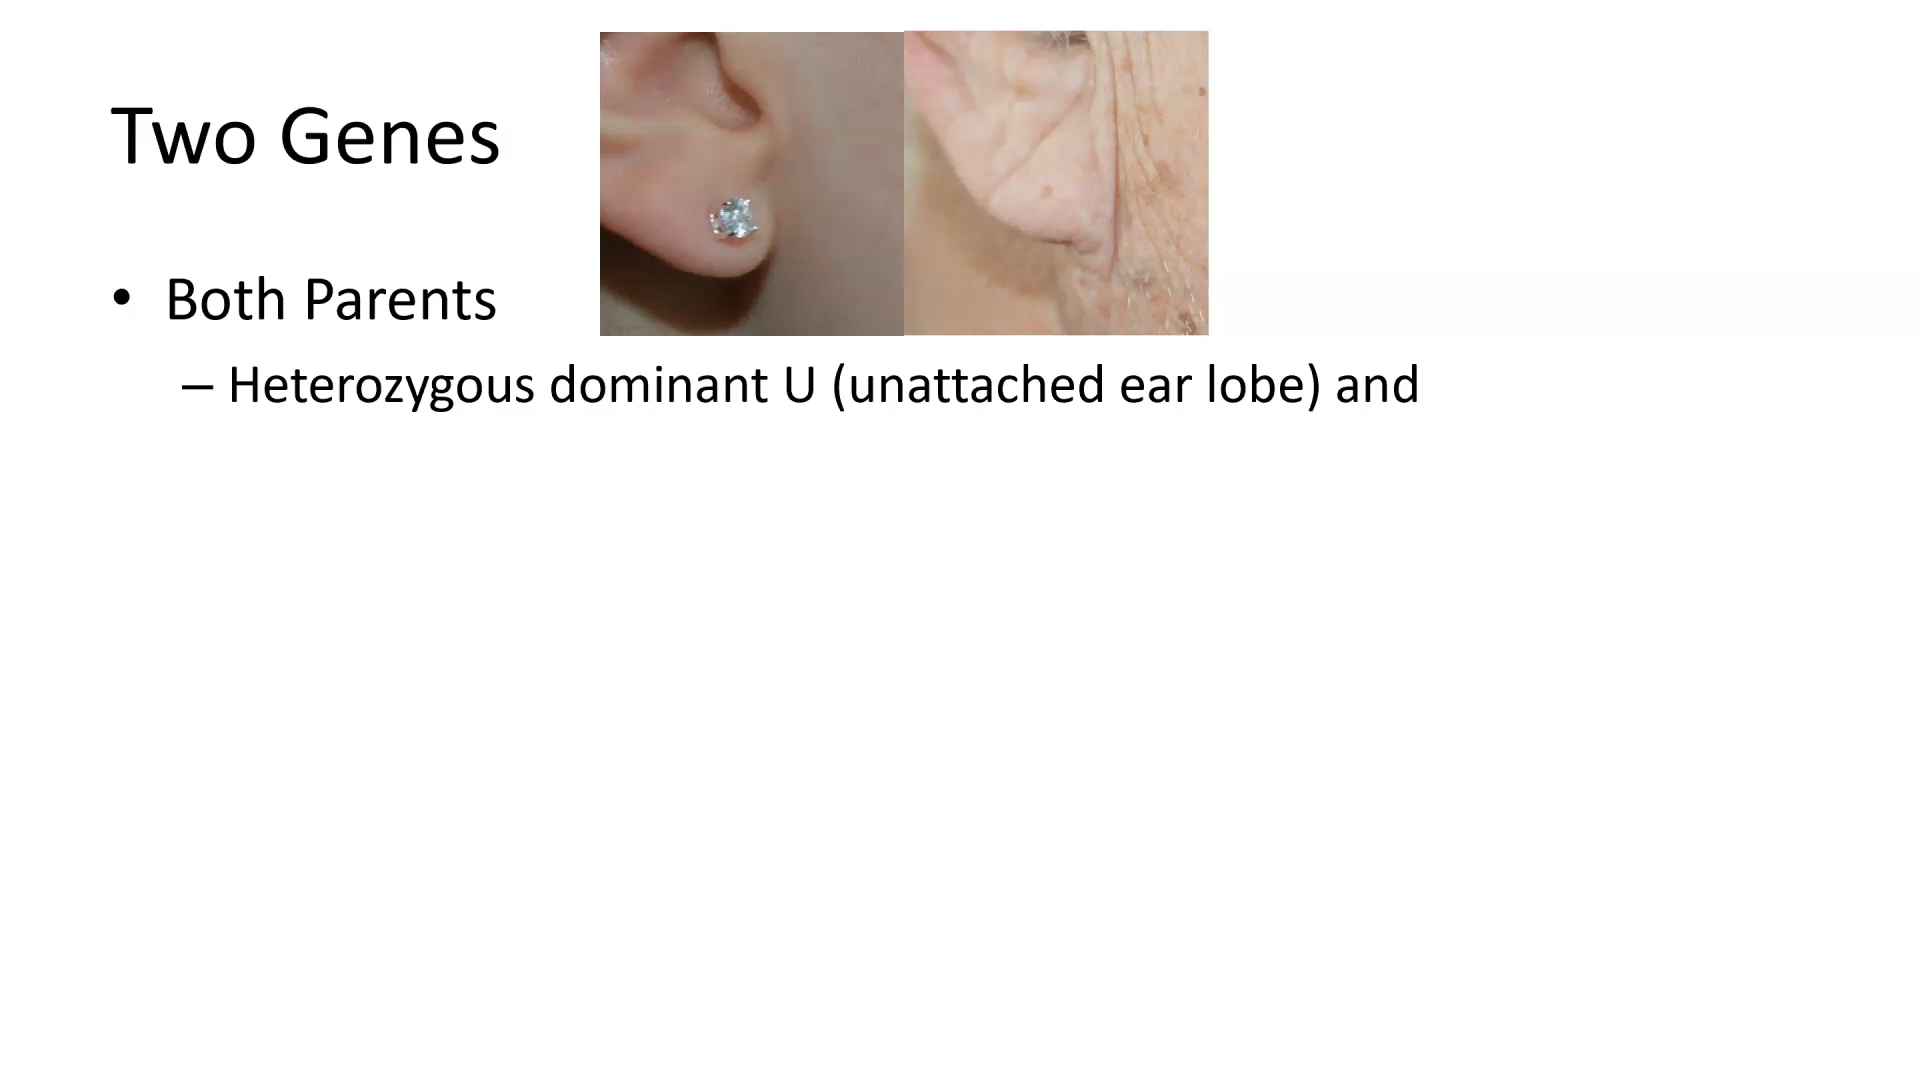 Two Genes
• Both Parents
– Heterozygous dominant U (unattached ear lobe) and